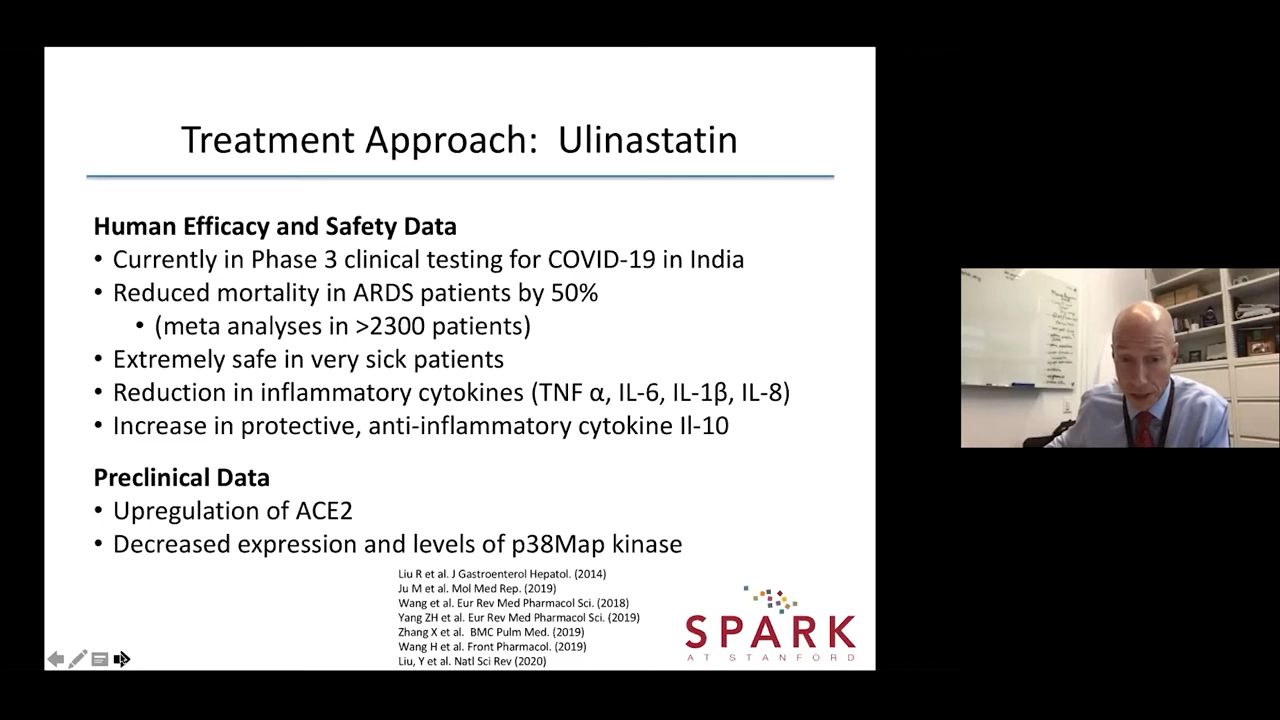 Treatment Approach:  Ulinastatin
Human Efficacy and Safety Data
• Currently in Phase 3 clinical testing for COVID-19 in India
• Reduced mortality in ARDS patients by 50%
• (meta analyses in >2300 patients)
• Extremely safe in very sick patients
• Reduction in inflammatory cytokines (TNF α, IL-6, IL-1β, IL-8)
• Increase in protective, anti-inflammatory cytokine Il-10
Preclinical Data
• Upregulation of ACE2
• Decreased expression and levels of p38Map kinase
Liu R et al. J Gastroenterol Hepatol. (2014)
Ju M et al. Mol Med Rep. (2019)
Wang et al. Eur Rev Med Pharmacol Sci. (2018)
Yang ZH et al. Eur Rev Med Pharmacol Sci. (2019)
Zhang X et al.  BMC Pulm Med. (2019)
Wang H et al. Front Pharmacol. (2019)
Liu, Y et al. Natl Sci Rev (2020)
SPARK
AT STANFORD